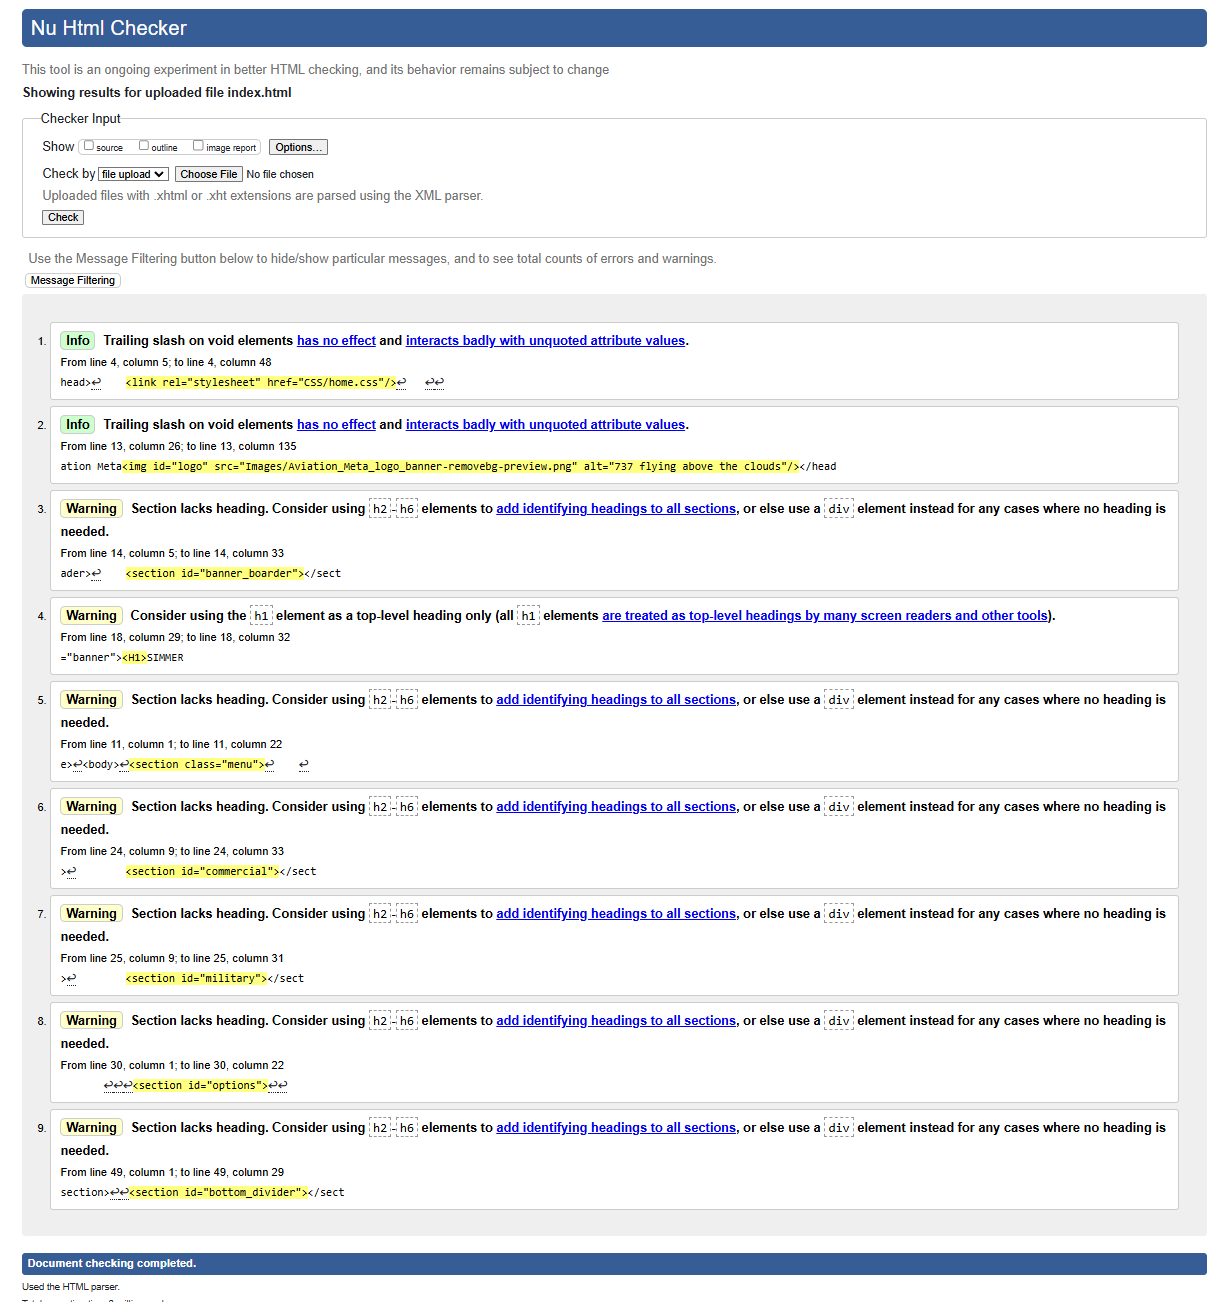 Nu Html Checker
This tool is an ongoing experiment in better HTML checking, and its behavior remains subject to change
Showing results for uploaded file index.html
Checker Input
Show source outline image report Options...
Check by file upload Choose File No file chosen
Uploaded files with .xhtml or .xht extensions are parsed using the XML parser.
Check
Use the Message Filtering button below to hide/show particular messages, and to see total counts of errors and warnings.
Message Filtering
1. Info Trailing slash on void elements has no effect and interacts badly with unquoted attribute values.
From line 4, column 5; to line 4, column 48
head>↩ <link rel="stylesheet" href="CSS/home.css"/>↩ ↩↩
2. Info Trailing slash on void elements has no effect and interacts badly with unquoted attribute values.
From line 13, column 26; to line 13, column 135
ation Meta<img id="logo" src="Images/Aviation_Meta_logo_banner-removebg-preview.png" alt="737 flying above the clouds"/></head
3. Warning Section lacks heading. Consider using h2-h6 elements to add identifying headings to all sections, or else use a div element instead for any cases where no heading is
needed.
From line 14, column 5; to line 14, column 33
ader>↩ <section id="banner_boarder"></sect
4. Warning Consider using the h1 element as a top-level heading only (all h1 elements are treated as top-level headings by many screen readers and other tools).
From line 18, column 29; to line 18, column 32
="banner"><H1>SIMMER
5. Warning Section lacks heading. Consider using h2-h6 elements to add identifying headings to all sections, or else use a div element instead for any cases where no heading is
needed.
From line 11, column 1; to line 11, column 22
e>↩<body>↩<section class="menu">↩ ↩
6. Warning Section lacks heading. Consider using h2-h6 elements to add identifying headings to all sections, or else use a div element instead for any cases where no heading is
needed.
From line 24, column 9; to line 24, column 33
>↩ <section id="commercial"></sect
7. Warning Section lacks heading. Consider using h2-h6 elements to add identifying headings to all sections, or else use a div element instead for any cases where no heading is
needed.
From line 25, column 9; to line 25, column 31
>↩ <section id="military"></sect
8. Warning Section lacks heading. Consider using h2-h6 elements to add identifying headings to all sections, or else use a div element instead for any cases where no heading is
needed.
From line 30, column 1; to line 30, column 22
↩↩↩<section id="options">↩↩
9. Warning Section lacks heading. Consider using h2-h6 elements to add identifying headings to all sections, or else use a div element instead for any cases where no heading is
needed.
From line 49, column 1; to line 49, column 29
section>↩↩<section id="bottom_divider"></sect
Document checking completed.
Used the HTML parser.